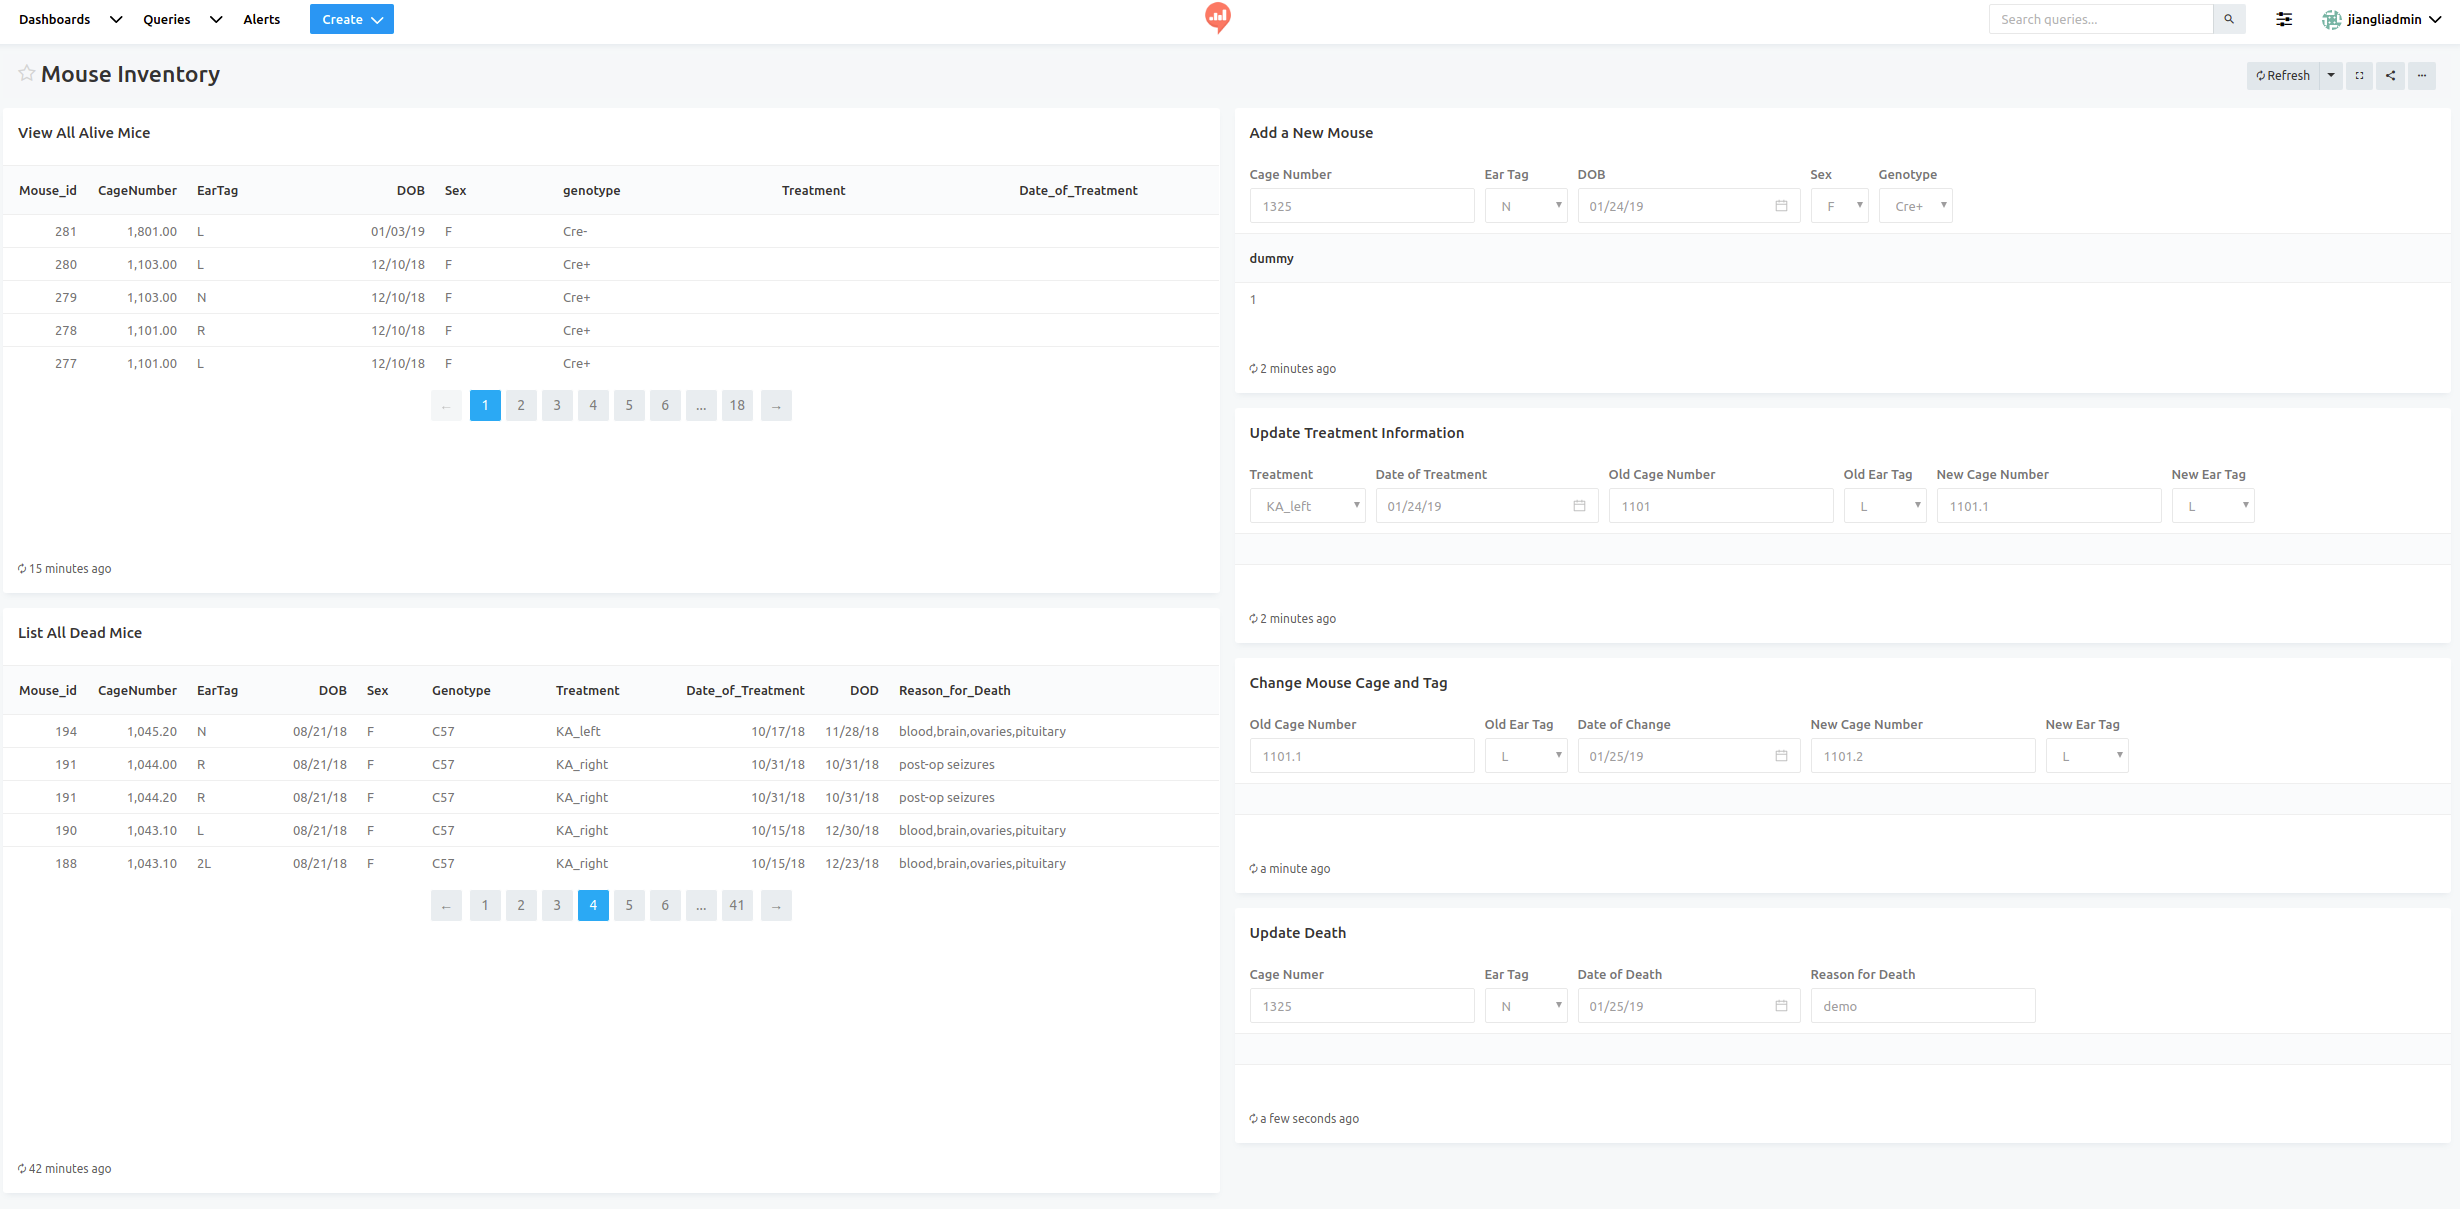 Dashboards Queries Alerts Create Search queries... jiangliadmin
Mouse Inventory Refresh
View All Alive Mice
Mouse_id CageNumber EarTag DOB Sex genotype Treatment Date_of_Treatment
281 1,801.00 L 01/03/19 F Cre-
280 1,103.00 L 12/10/18 F Cre+
279 1,103.00 N 12/10/18 F Cre+
278 1,101.00 R 12/10/18 F Cre+
277 1,101.00 L 12/10/18 F Cre+
← 1 2 3 4 5 6 ... 18 →
15 minutes ago
List All Dead Mice
Mouse_id CageNumber EarTag DOB Sex Genotype Treatment Date_of_Treatment DOD Reason_for_Death
194 1,045.20 N 08/21/18 F C57 KA_left 10/17/18 11/28/18 blood,brain,ovaries,pituitary
191 1,044.00 R 08/21/18 F C57 KA_right 10/31/18 10/31/18 post-op seizures
191 1,044.20 R 08/21/18 F C57 KA_right 10/31/18 10/31/18 post-op seizures
190 1,043.10 L 08/21/18 F C57 KA_right 10/15/18 12/30/18 blood,brain,ovaries,pituitary
188 1,043.10 2L 08/21/18 F C57 KA_right 10/15/18 12/23/18 blood,brain,ovaries,pituitary
← 1 2 3 4 5 6 ... 41 →
42 minutes ago
Add a New Mouse
Cage Number Ear Tag DOB Sex Genotype
1325 N 01/24/19 F Cre+
dummy
1
2 minutes ago
Update Treatment Information
Treatment Date of Treatment Old Cage Number Old Ear Tag New Cage Number New Ear Tag
KA_left 01/24/19 1101 L 1101.1 L
2 minutes ago
Change Mouse Cage and Tag
Old Cage Number Old Ear Tag Date of Change New Cage Number New Ear Tag
1101.1 L 01/25/19 1101.2 L
a minute ago
Update Death
Cage Numer Ear Tag Date of Death Reason for Death
1325 N 01/25/19 demo
a few seconds ago